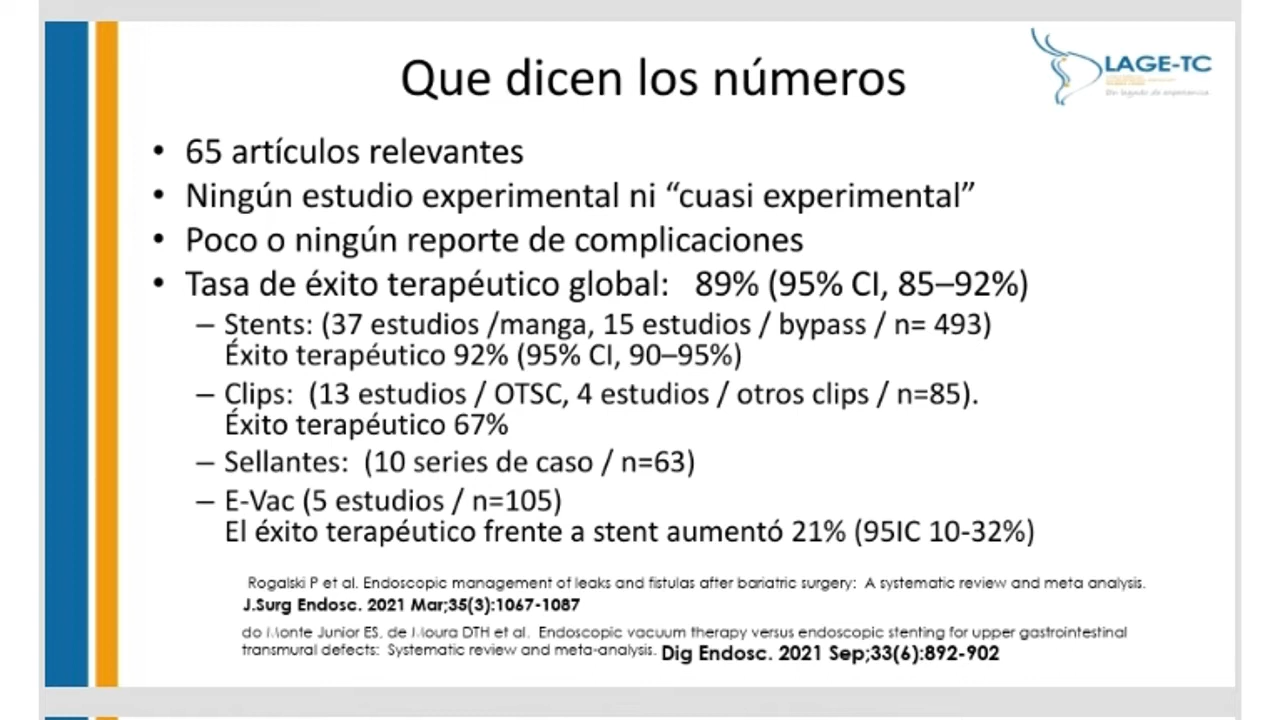 Que dicen los números
LAGE-TC
Un legado de experiencia
• 65 artículos relevantes
• Ningún estudio experimental ni “cuasi experimental”
• Poco o ningún reporte de complicaciones
• Tasa de éxito terapéutico global: 89% (95% CI, 85–92%)
– Stents: (37 estudios /manga, 15 estudios / bypass / n= 493)
Éxito terapéutico 92% (95% CI, 90–95%)
– Clips: (13 estudios / OTSC, 4 estudios / otros clips / n=85).
Éxito terapéutico 67%
– Sellantes: (10 series de caso / n=63)
– E-Vac (5 estudios / n=105)
El éxito terapéutico frente a stent aumentó 21% (95IC 10-32%)
Rogalski P et al. Endoscopic management of leaks and fistulas after bariatric surgery: A systematic review and meta analysis.
J.Surg Endosc. 2021 Mar;35(3):1067-1087
do Monte Junior ES, de Moura DTH et al. Endoscopic vacuum therapy versus endoscopic stenting for upper gastrointestinal
transmural defects: Systematic review and meta-analysis. Dig Endosc. 2021 Sep;33(6):892-902